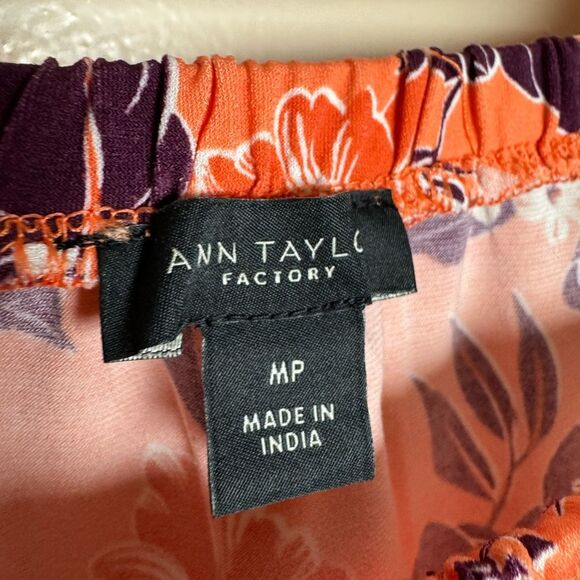 ANN TAYLO
FACTORY
MP
MADE IN
INDIA